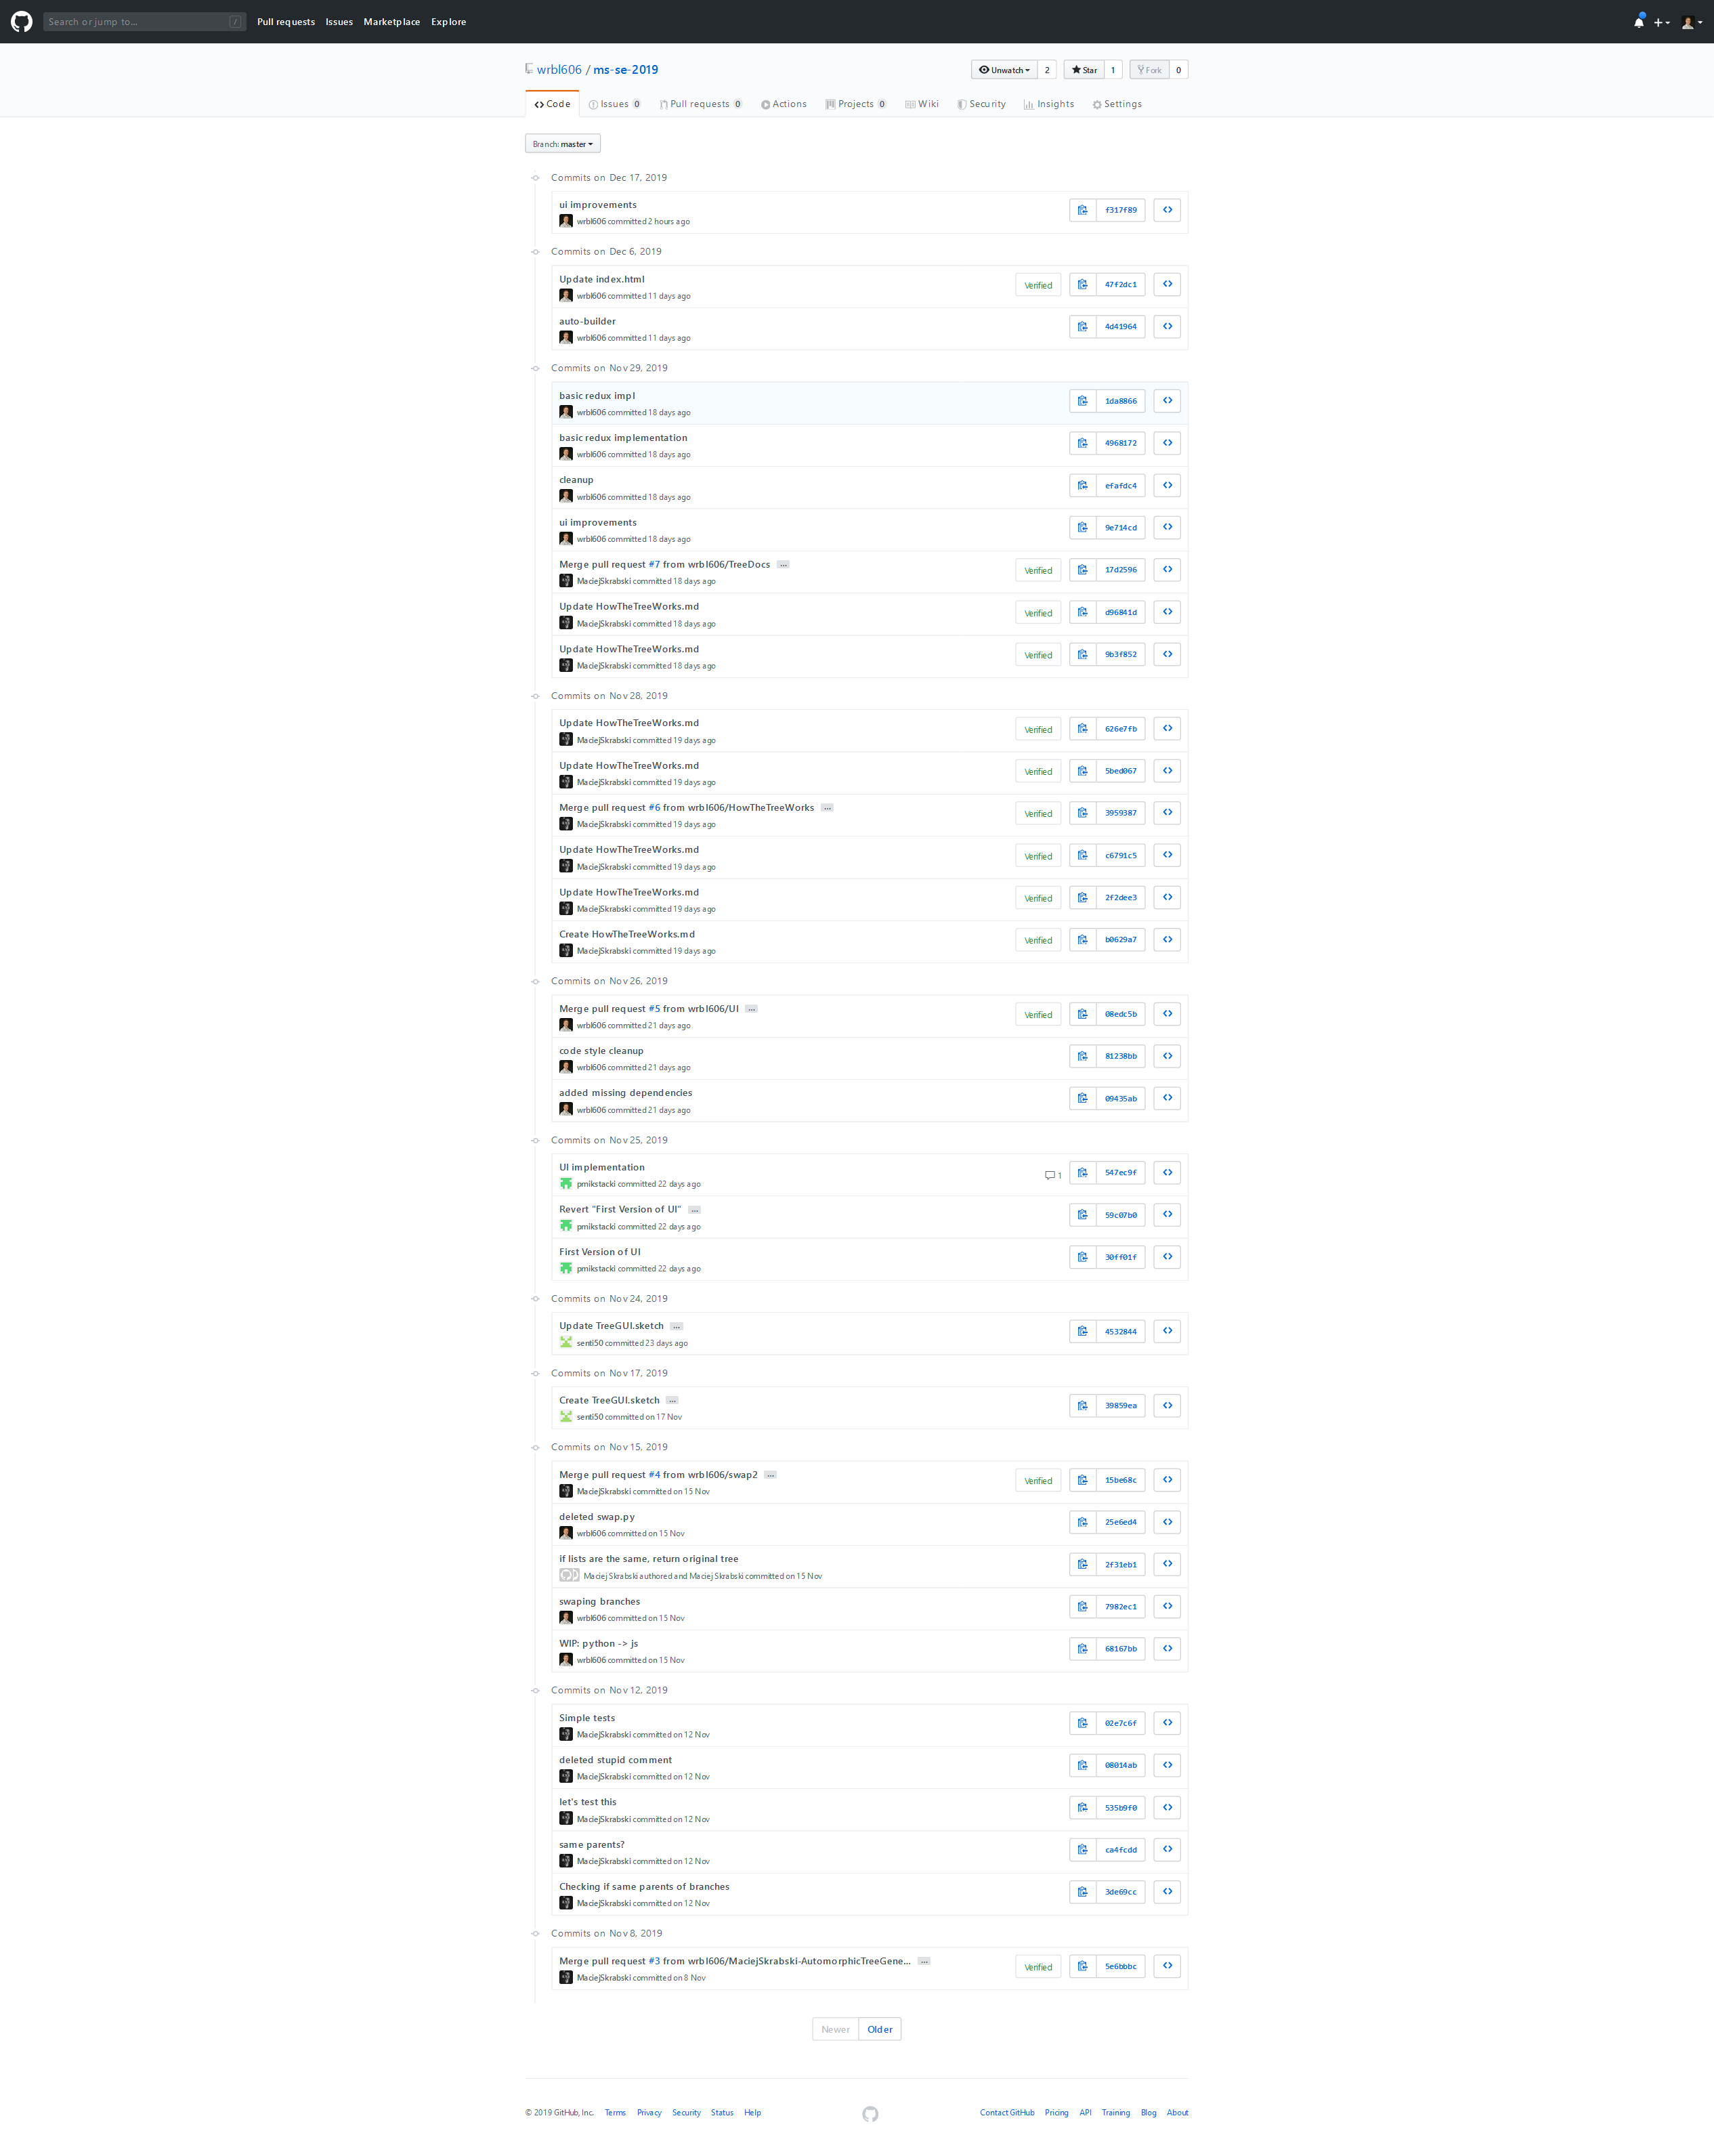 Search or jump to... / Pull requests Issues Marketplace Explore
wrbl606 / ms-se-2019 Unwatch 2 Star 1 Fork 0
Code Issues 0 Pull requests 0 Actions Projects 0 Wiki Security Insights Settings
Branch: master
Commits on Dec 17, 2019
ui improvements f317f89
wrbl606 committed 2 hours ago
Commits on Dec 6, 2019
Update index.html Verified 47f2dc1
wrbl606 committed 11 days ago
auto-builder 4d41964
wrbl606 committed 11 days ago
Commits on Nov 29, 2019
basic redux impl 1da8866
wrbl606 committed 18 days ago
basic redux implementation 4968172
wrbl606 committed 18 days ago
cleanup efafdc4
wrbl606 committed 18 days ago
ui improvements 9e714cd
wrbl606 committed 18 days ago
Merge pull request #7 from wrbl606/TreeDocs ... Verified 17d2596
MaciejSkrabski committed 18 days ago
Update HowTheTreeWorks.md Verified d96841d
MaciejSkrabski committed 18 days ago
Update HowTheTreeWorks.md Verified 9b3f852
MaciejSkrabski committed 18 days ago
Commits on Nov 28, 2019
Update HowTheTreeWorks.md Verified 626e7fb
MaciejSkrabski committed 19 days ago
Update HowTheTreeWorks.md Verified 5bed067
MaciejSkrabski committed 19 days ago
Merge pull request #6 from wrbl606/HowTheTreeWorks ... Verified 3959387
MaciejSkrabski committed 19 days ago
Update HowTheTreeWorks.md Verified c6791c5
MaciejSkrabski committed 19 days ago
Update HowTheTreeWorks.md Verified 2f2dee3
MaciejSkrabski committed 19 days ago
Create HowTheTreeWorks.md Verified b0629a7
MaciejSkrabski committed 19 days ago
Commits on Nov 26, 2019
Merge pull request #5 from wrbl606/UI ... Verified 08edc5b
wrbl606 committed 21 days ago
code style cleanup 81238bb
wrbl606 committed 21 days ago
added missing dependencies 09435ab
wrbl606 committed 21 days ago
Commits on Nov 25, 2019
UI implementation 1 547ec9f
pmikstacki committed 22 days ago
Revert "First Version of UI" ... 59c07b0
pmikstacki committed 22 days ago
First Version of UI 30ff01f
pmikstacki committed 22 days ago
Commits on Nov 24, 2019
Update TreeGUI.sketch ... 4532844
senti50 committed 23 days ago
Commits on Nov 17, 2019
Create TreeGUI.sketch ... 39859ea
senti50 committed on 17 Nov
Commits on Nov 15, 2019
Merge pull request #4 from wrbl606/swap2 ... Verified 15be68c
MaciejSkrabski committed on 15 Nov
deleted swap.py 25e6ed4
wrbl606 committed on 15 Nov
if lists are the same, return original tree 2f31eb1
Maciej Skrabski authored and Maciej Skrabski committed on 15 Nov
swaping branches 7982ec1
wrbl606 committed on 15 Nov
WIP: python -> js 68167bb
wrbl606 committed on 15 Nov
Commits on Nov 12, 2019
Simple tests 02e7c6f
MaciejSkrabski committed on 12 Nov
deleted stupid comment 08014ab
MaciejSkrabski committed on 12 Nov
let's test this 535b9f0
MaciejSkrabski committed on 12 Nov
same parents? ca4fcdd
MaciejSkrabski committed on 12 Nov
Checking if same parents of branches 3de69cc
MaciejSkrabski committed on 12 Nov
Commits on Nov 8, 2019
Merge pull request #3 from wrbl606/MaciejSkrabski-AutomorphicTreeGene... ... Verified 5e6bbbc
MaciejSkrabski committed on 8 Nov
Newer Older
© 2019 GitHub, Inc. Terms Privacy Security Status Help Contact GitHub Pricing API Training Blog About